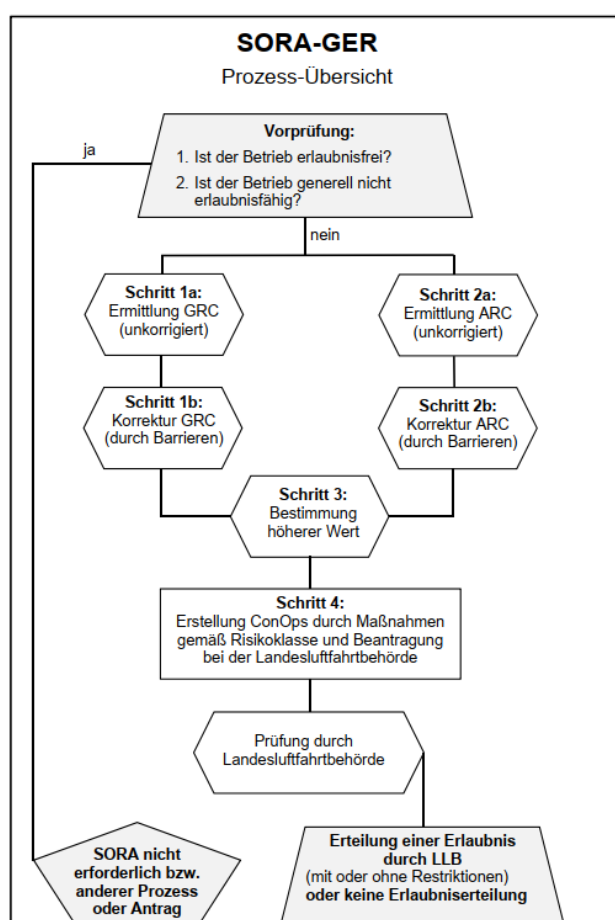 SORA-GER
Prozess-Übersicht
Vorprüfung:
1. Ist der Betrieb erlaubnisfrei?
2. Ist der Betrieb generell nicht
erlaubnisfähig?
ja
nein
Schritt 1a:
Ermittlung GRC
(unkorrigiert)
Schritt 2a:
Ermittlung ARC
(unkorrigiert)
Schritt 1b:
Korrektur GRC
(durch Barrieren)
Schritt 2b:
Korrektur ARC
(durch Barrieren)
Schritt 3:
Bestimmung
höherer Wert
Schritt 4:
Erstellung ConOps durch Maßnahmen
gemäß Risikoklasse und Beantragung
bei der Landesluftfahrtbehörde
Prüfung durch
Landesluftfahrtbehörde
SORA nicht
erforderlich bzw.
anderer Prozess
oder Antrag
Erteilung einer Erlaubnis
durch LLB
(mit oder ohne Restriktionen)
oder keine Erlaubniserteilung